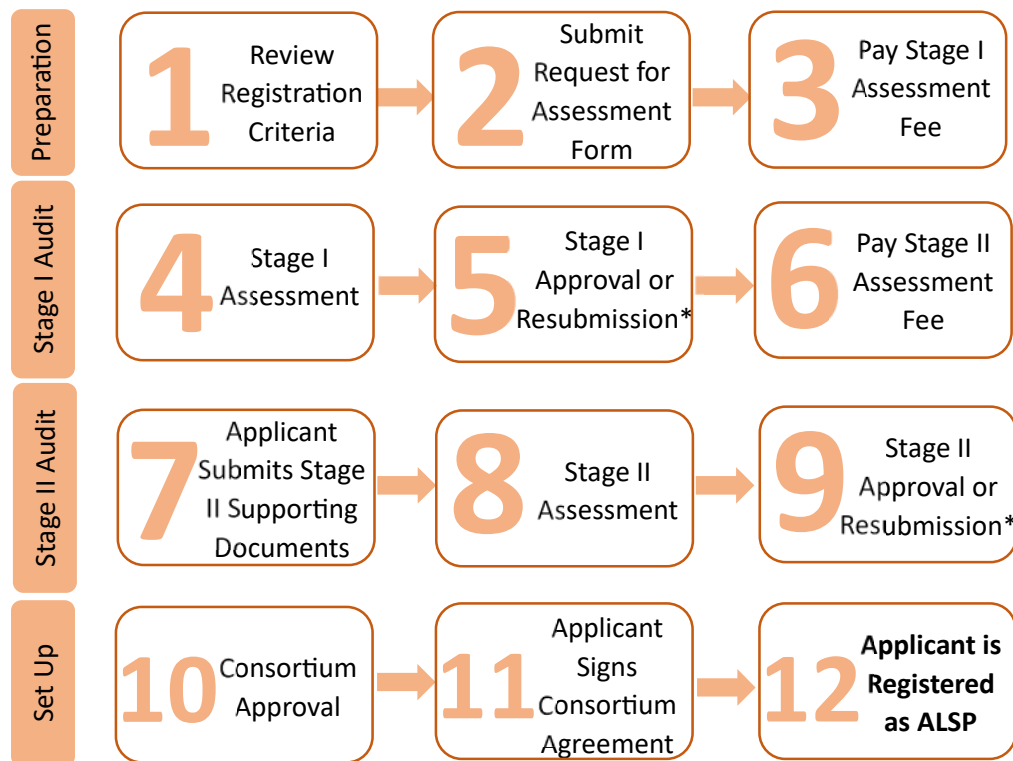 Preparation
1
Review
Registration
Criteria
2
Submit
Request for
Assessment
Form
3
Pay Stage I
Assessment
Fee
Stage I Audit
4
Stage I
Assessment
5
Stage I
Approval or
Resubmission*
6
Pay Stage II
Assessment
Fee
Stage II Audit
7
Applicant
Submits Stage
II Supporting
Documents
8
Stage II
Assessment
9
Stage II
Approval or
Resubmission*
Set Up
10
Consortium
Approval
11
Applicant
Signs
Consortium
Agreement
12
Applicant is
Registered
as ALSP